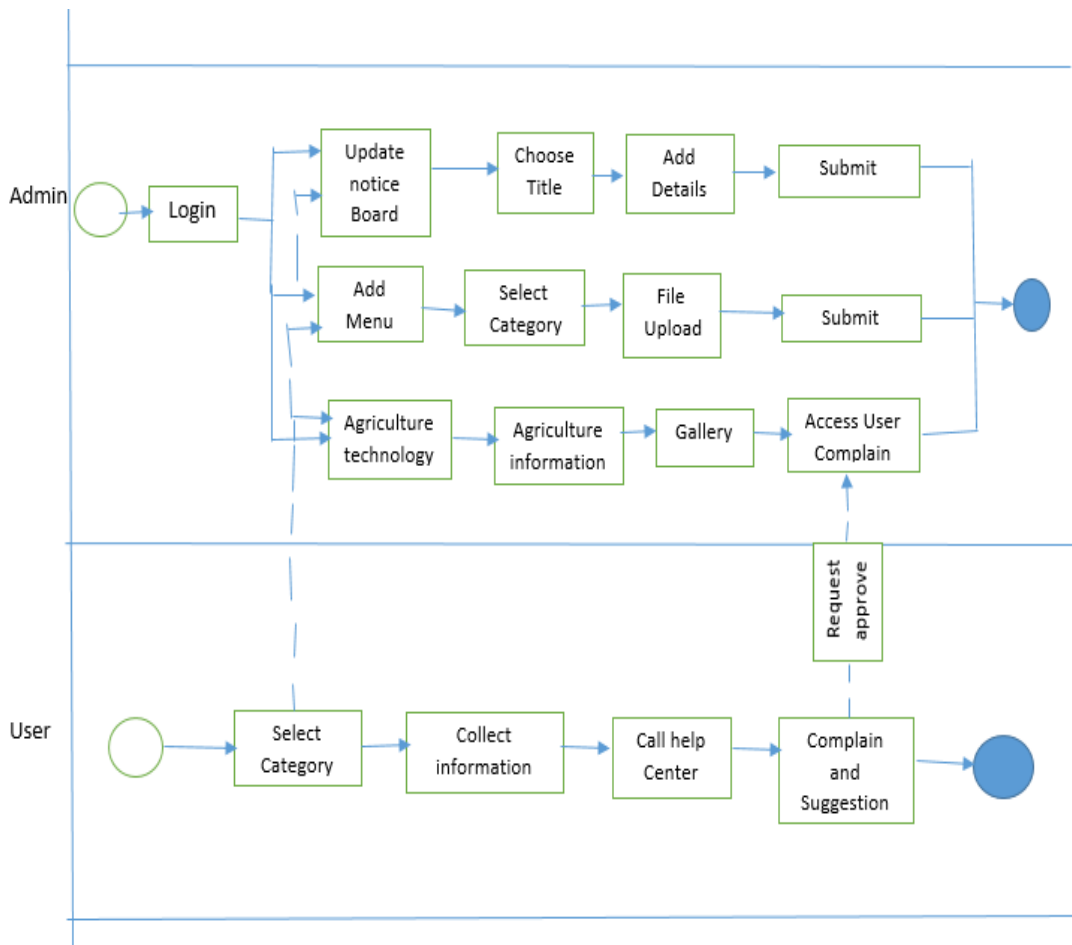 Admin
Login
Update
notice
Board
Choose
Title
Add
Details
Submit
Add
Menu
Select
Category
File
Upload
Submit
Agriculture
technology
Agriculture
information
Gallery
Access User
Complain
Request
approve
User
Select
Category
Collect
information
Call help
Center
Complain
and
Suggestion